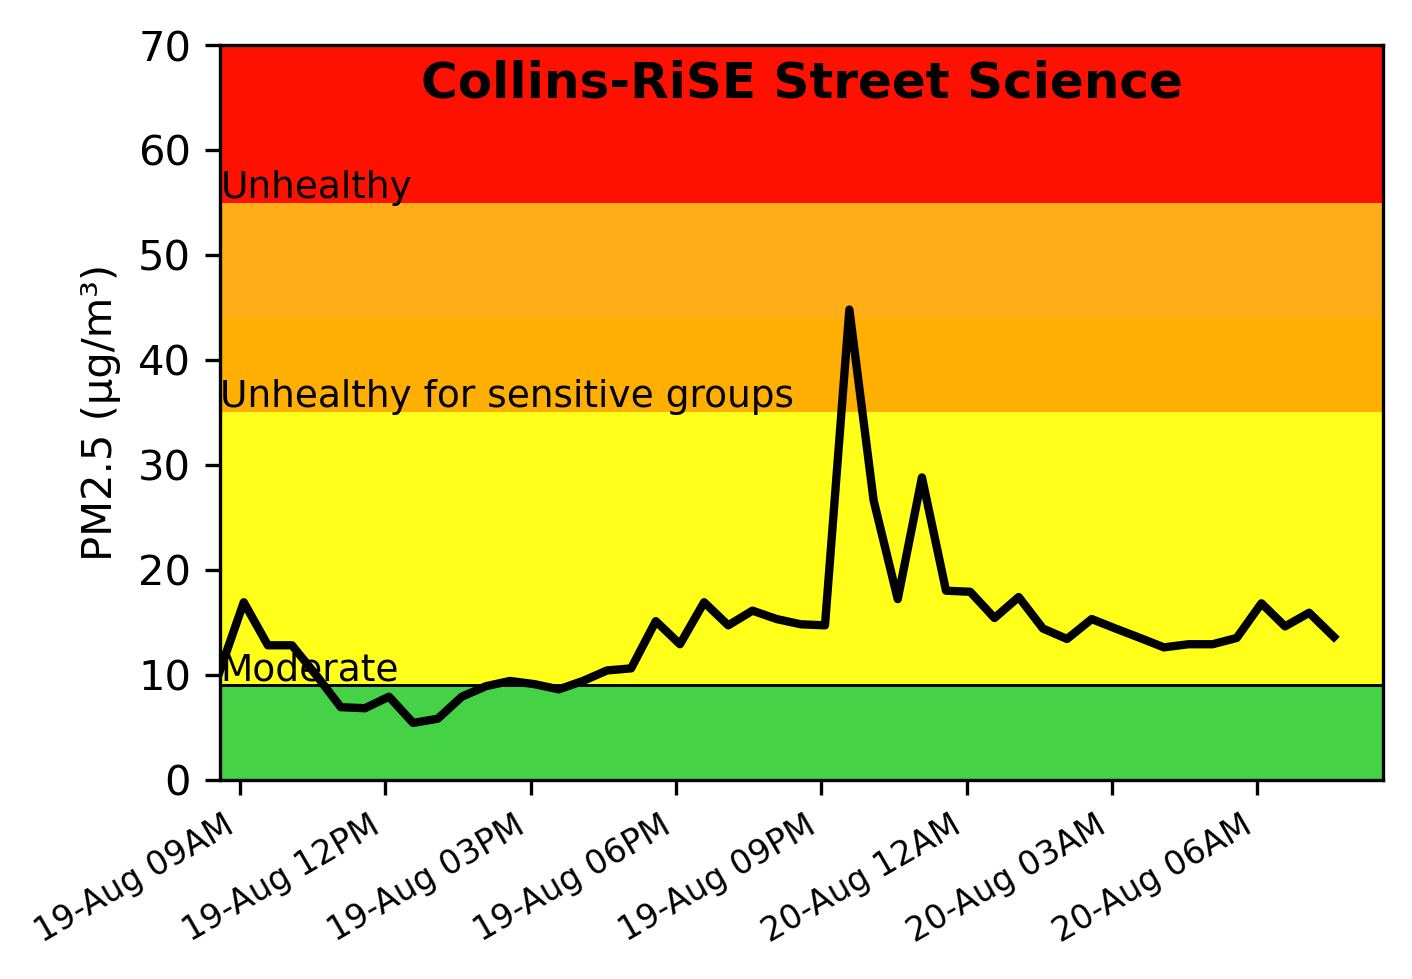 70
Collins-RiSE Street Science
60
Unhealthy
50
40
Unhealthy for sensitive groups
30
20
10
Moderate
0
PM2.5 (μg/m³)
19-Aug 09AM
19-Aug 12PM
19-Aug 03PM
19-Aug 06PM
19-Aug 09PM
20-Aug 12AM
20-Aug 03AM
20-Aug 06AM